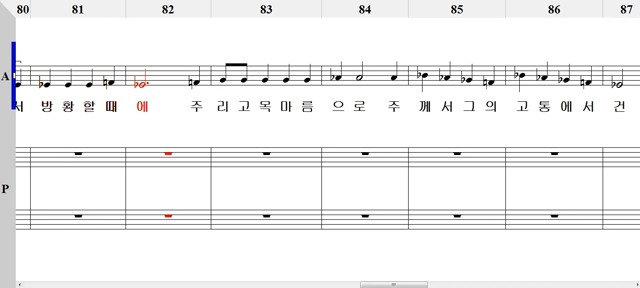 80 81 82 83 84 85 86 87
A
서 방 황 할 때 에 주 리 고 목 마 름 으 로 주 께 서 그 의 고 통 에 서 건
P